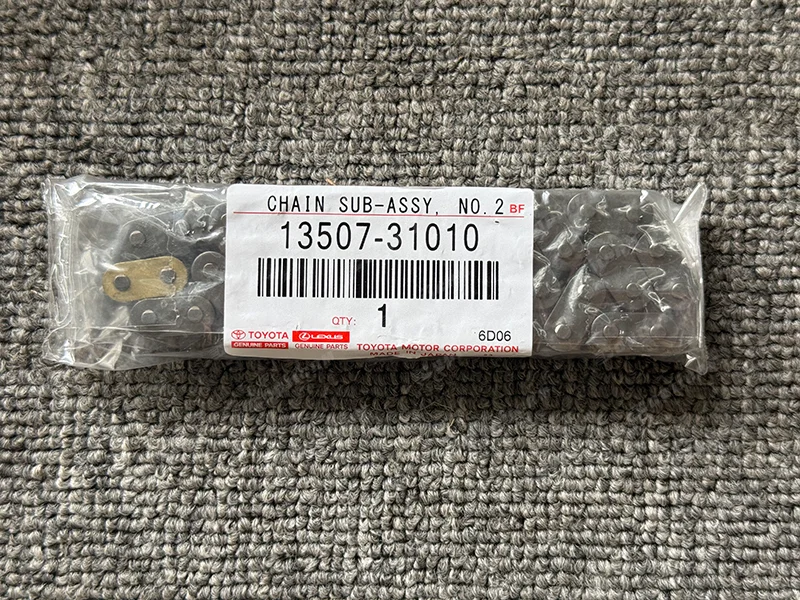 CHAIN SUB-ASSY, NO.2 BF
13507-31010
QTY: 1
6D06
TOYOTA LEXUS
GENUINE PARTS GENUINE PARTS TOYOTA MOTOR CORPORATION
MADE IN JAPAN